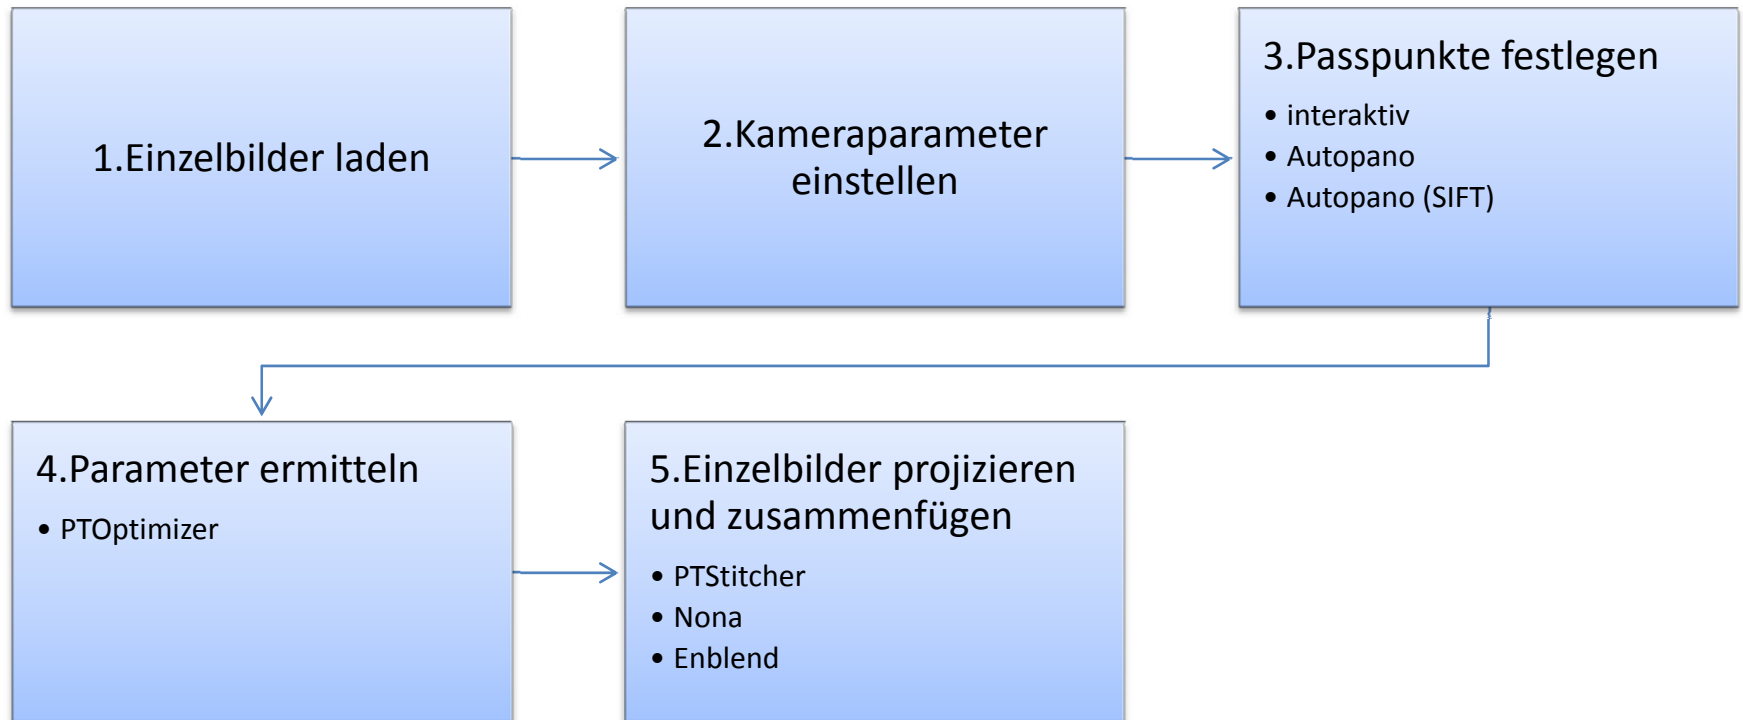 1.Einzelbilder laden
2.Kameraparameter
einstellen
3.Passpunkte festlegen
• interaktiv
• Autopano
• Autopano (SIFT)
4.Parameter ermitteln
• PTOptimizer
5.Einzelbilder projizieren
und zusammenfügen
• PTStitcher
• Nona
• Enblend